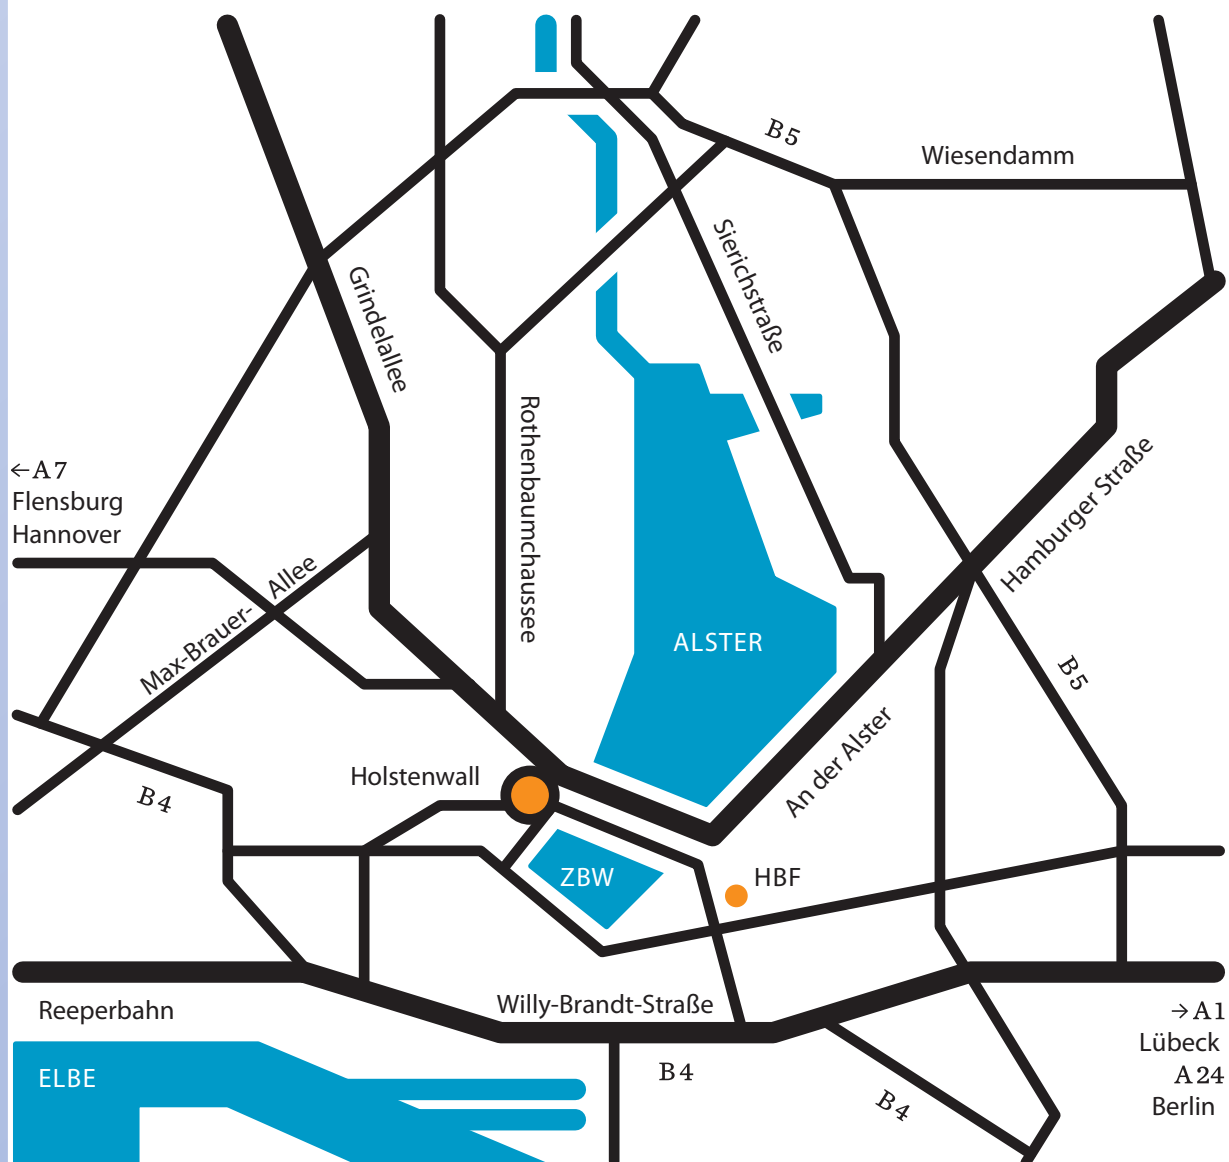 B5
Wiesendamm
Sierichstraße
Grindelallee
Rothenbaumchaussee
←A7
Flensburg
Hannover
Hamburger Straße
Max-Brauer-Allee
ALSTER
B5
An der Alster
Holstenwall
B4
ZBW
HBF
Reeperbahn
Willy-Brandt-Straße
→A1
Lübeck
A24
Berlin
ELBE
B4
B4